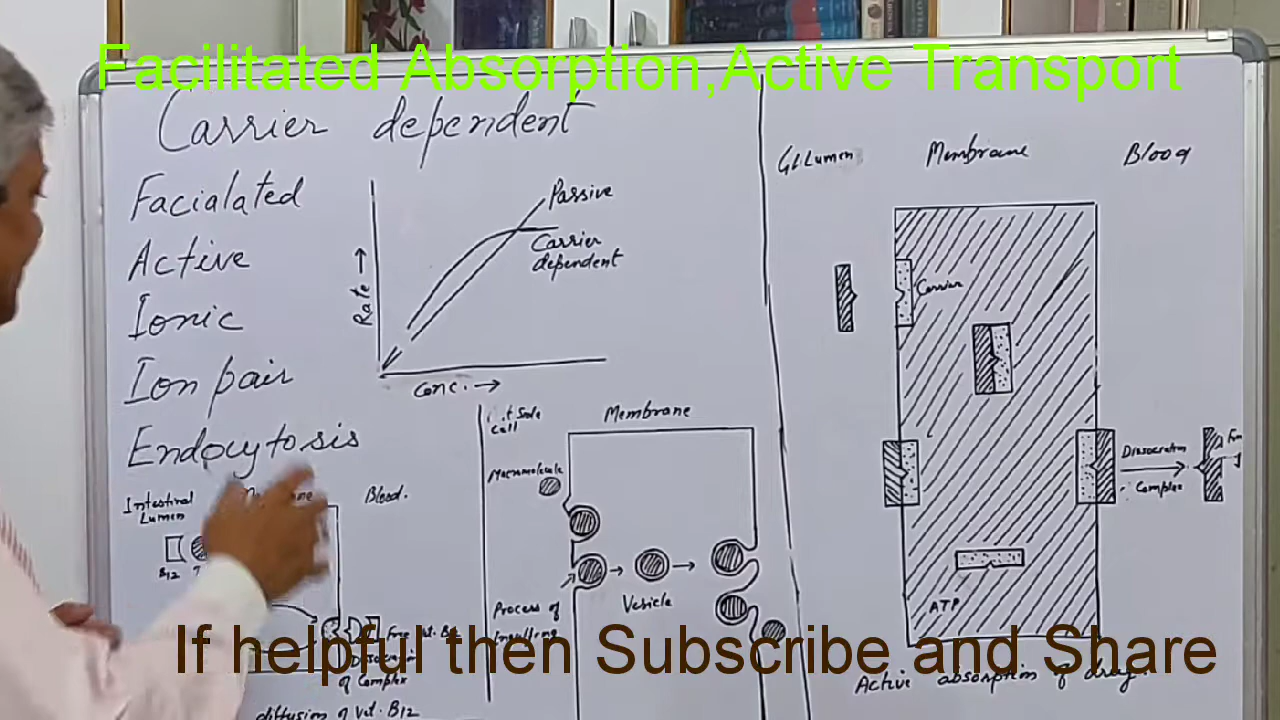 Facilitated Absorption,Active Transport
Carrier dependent
Facialated
Active
Ionic
Ion pair
Endocytosis
Rate →
Passive
Carrier
dependent
Conc. →
Intestinal
Lumen
Blood.
B12
Dissociation
of Complex
diffusion of Vit. B12
Cell
Membrane
Macromolecule
Process of
Vesicle
GI Lumen
Membrane
Blood
Carrier
Dissociation
Complex
ATP
Active absorption of drug.
If helpful then Subscribe and Share